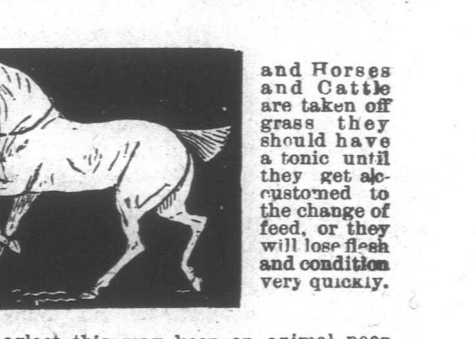 and Horses
and Cattle
are taken off
grass they
should have
a tonic until
they get ac-
customed to
the change of
feed, or they
will lose flesh
and condition
very quickly.